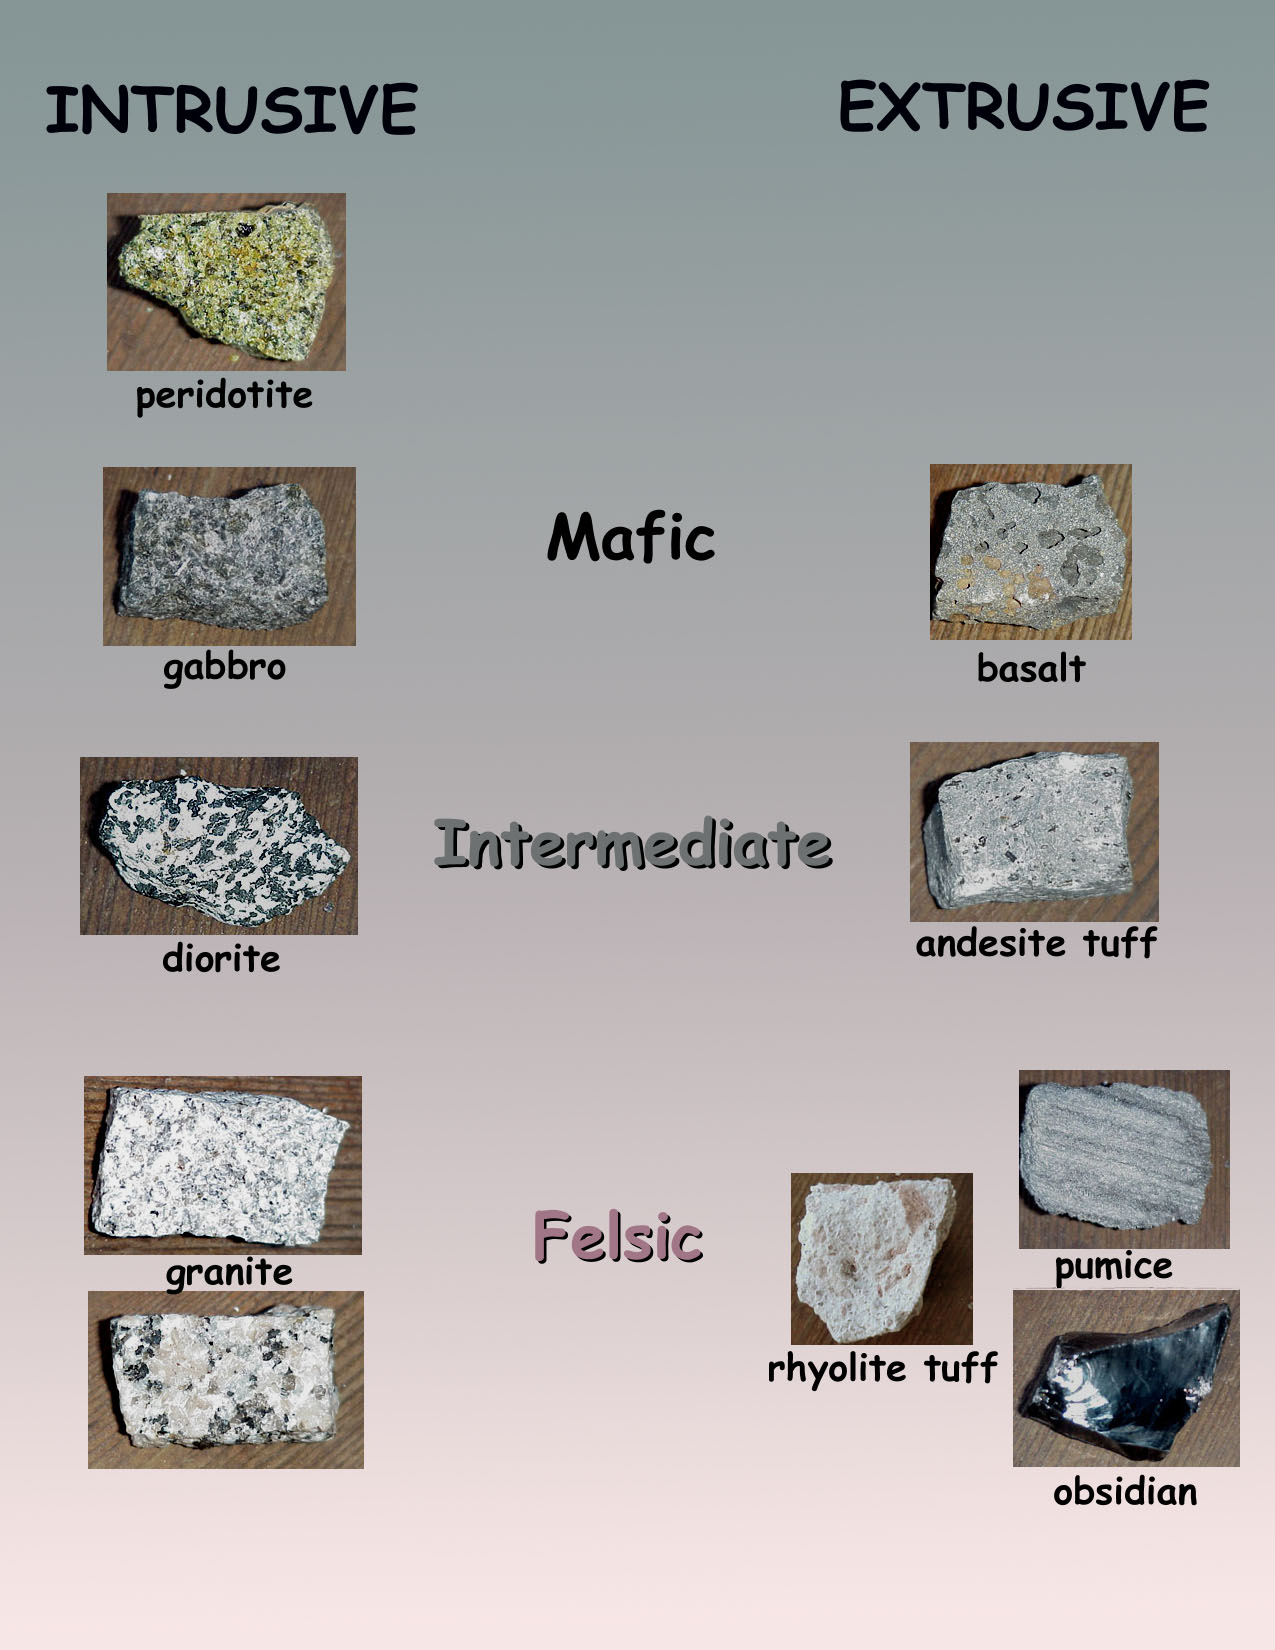 INTRUSIVE
EXTRUSIVE
peridotite
Mafic
gabbro
basalt
Intermediate
diorite
andesite tuff
Felsic
granite
pumice
rhyolite tuff
obsidian